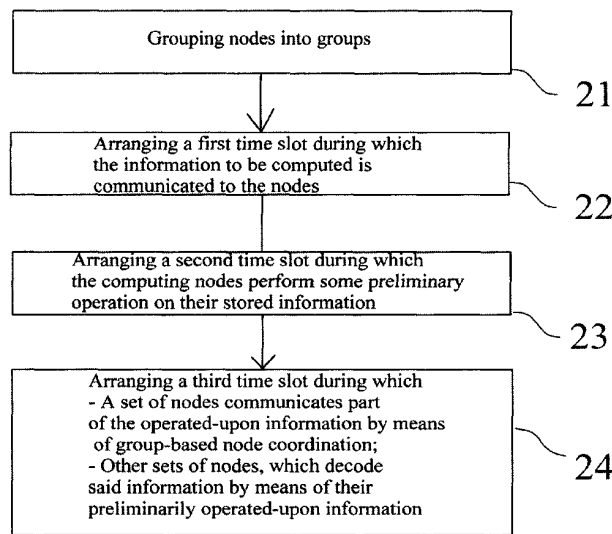 Grouping nodes into groups
21
Arranging a first time slot during which
the information to be computed is
communicated to the nodes
22
Arranging a second time slot during which
the computing nodes perform some preliminary
operation on their stored information
23
Arranging a third time slot during which
- A set of nodes communicates part
of the operated-upon information by means
of group-based node coordination;
- Other sets of nodes, which decode
said information by means of their
preliminarily operated-upon information
24